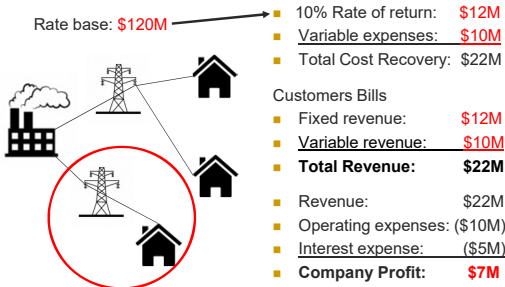 Rate base: $120M
10% Rate of return: $12M
Variable expenses: $10M
Total Cost Recovery: $22M
Customers Bills
Fixed revenue: $12M
Variable revenue: $10M
Total Revenue: $22M
Revenue: $22M
Operating expenses: ($10M)
Interest expense: ($5M)
Company Profit: $7M